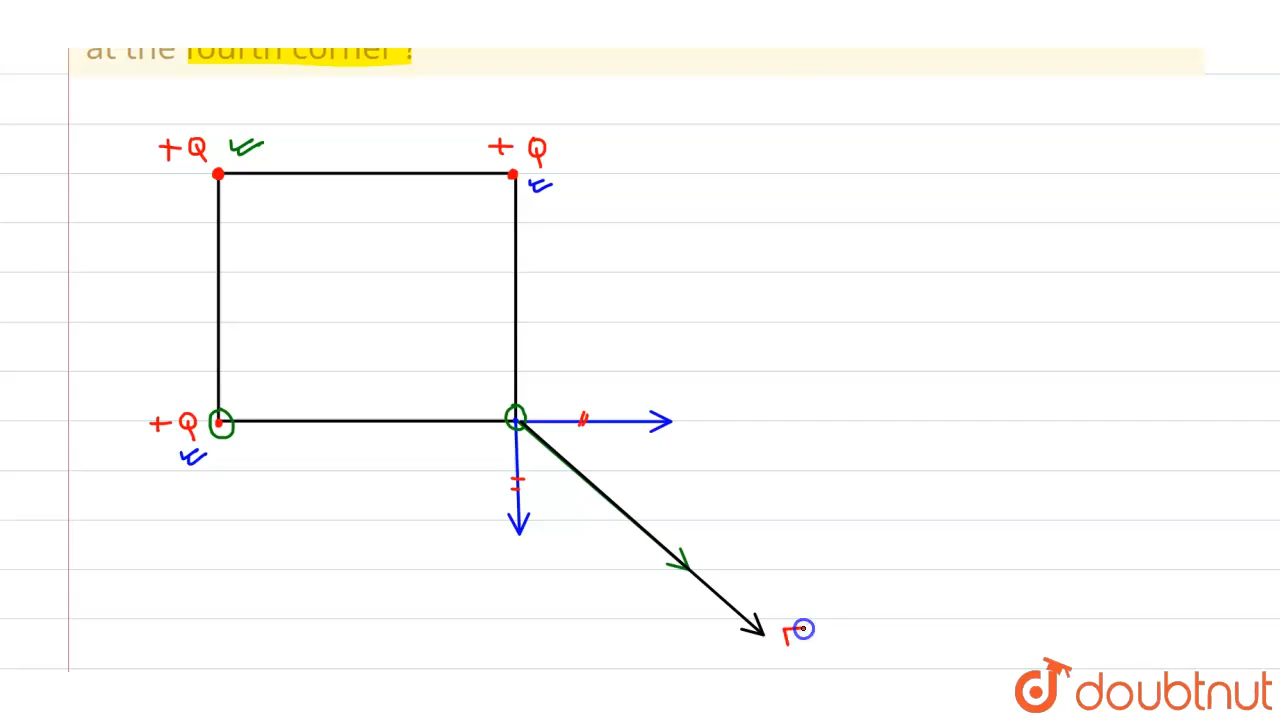 at the fourth corner ?
+Q
+ Q
+ Q
doubtnut